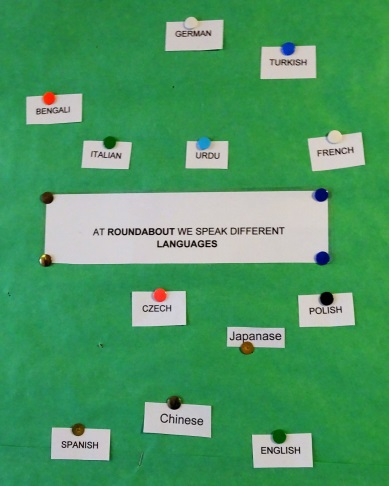 GERMAN
TURKISH
BENGALI
ITALIAN
URDU
FRENCH
AT ROUNDABOUT WE SPEAK DIFFERENT
LANGUAGES
CZECH
POLISH
Japanase
Chinese
SPANISH
ENGLISH